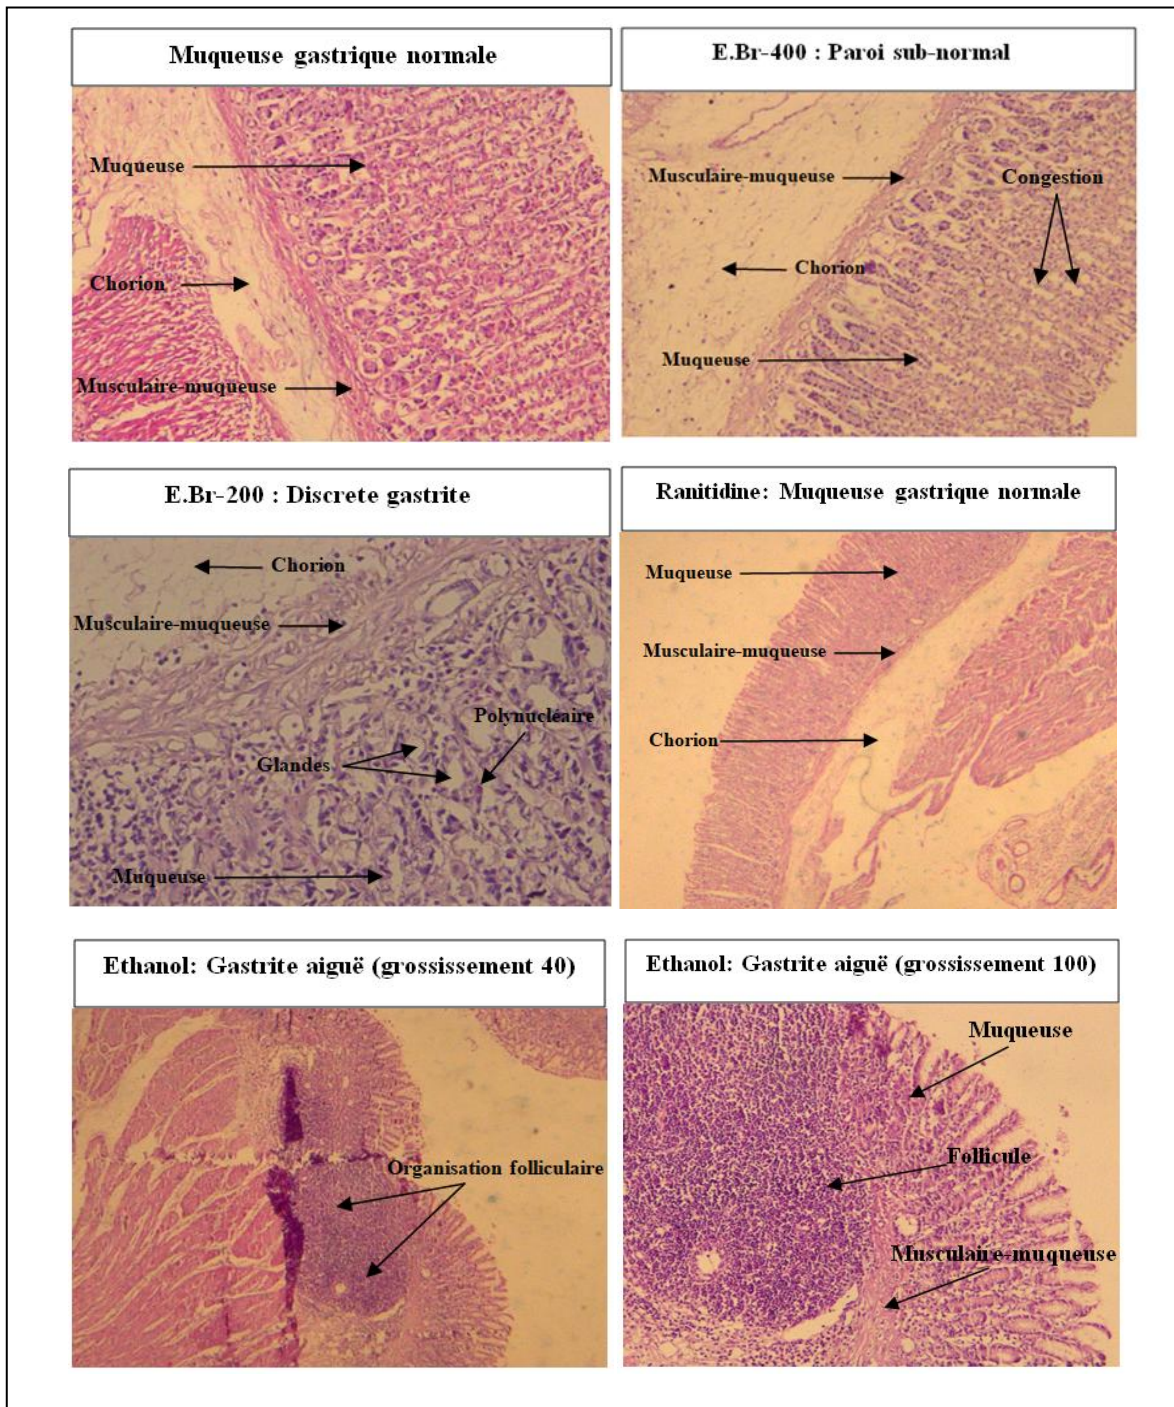 Muqueuse gastrique normale
Muqueuse
Chorion
Musculaire-muqueuse
E.Br-400 : Paroi sub-normal
Musculaire-muqueuse
Congestion
Chorion
Muqueuse
E.Br-200 : Discrete gastrite
Chorion
Musculaire-muqueuse
Polynucléaire
Glandes
Muqueuse
Ranitidine: Muqueuse gastrique normale
Muqueuse
Musculaire-muqueuse
Chorion
Ethanol: Gastrite aiguë (grossissement 40)
Organisation folliculaire
Ethanol: Gastrite aiguë (grossissement 100)
Muqueuse
Follicule
Musculaire-muqueuse